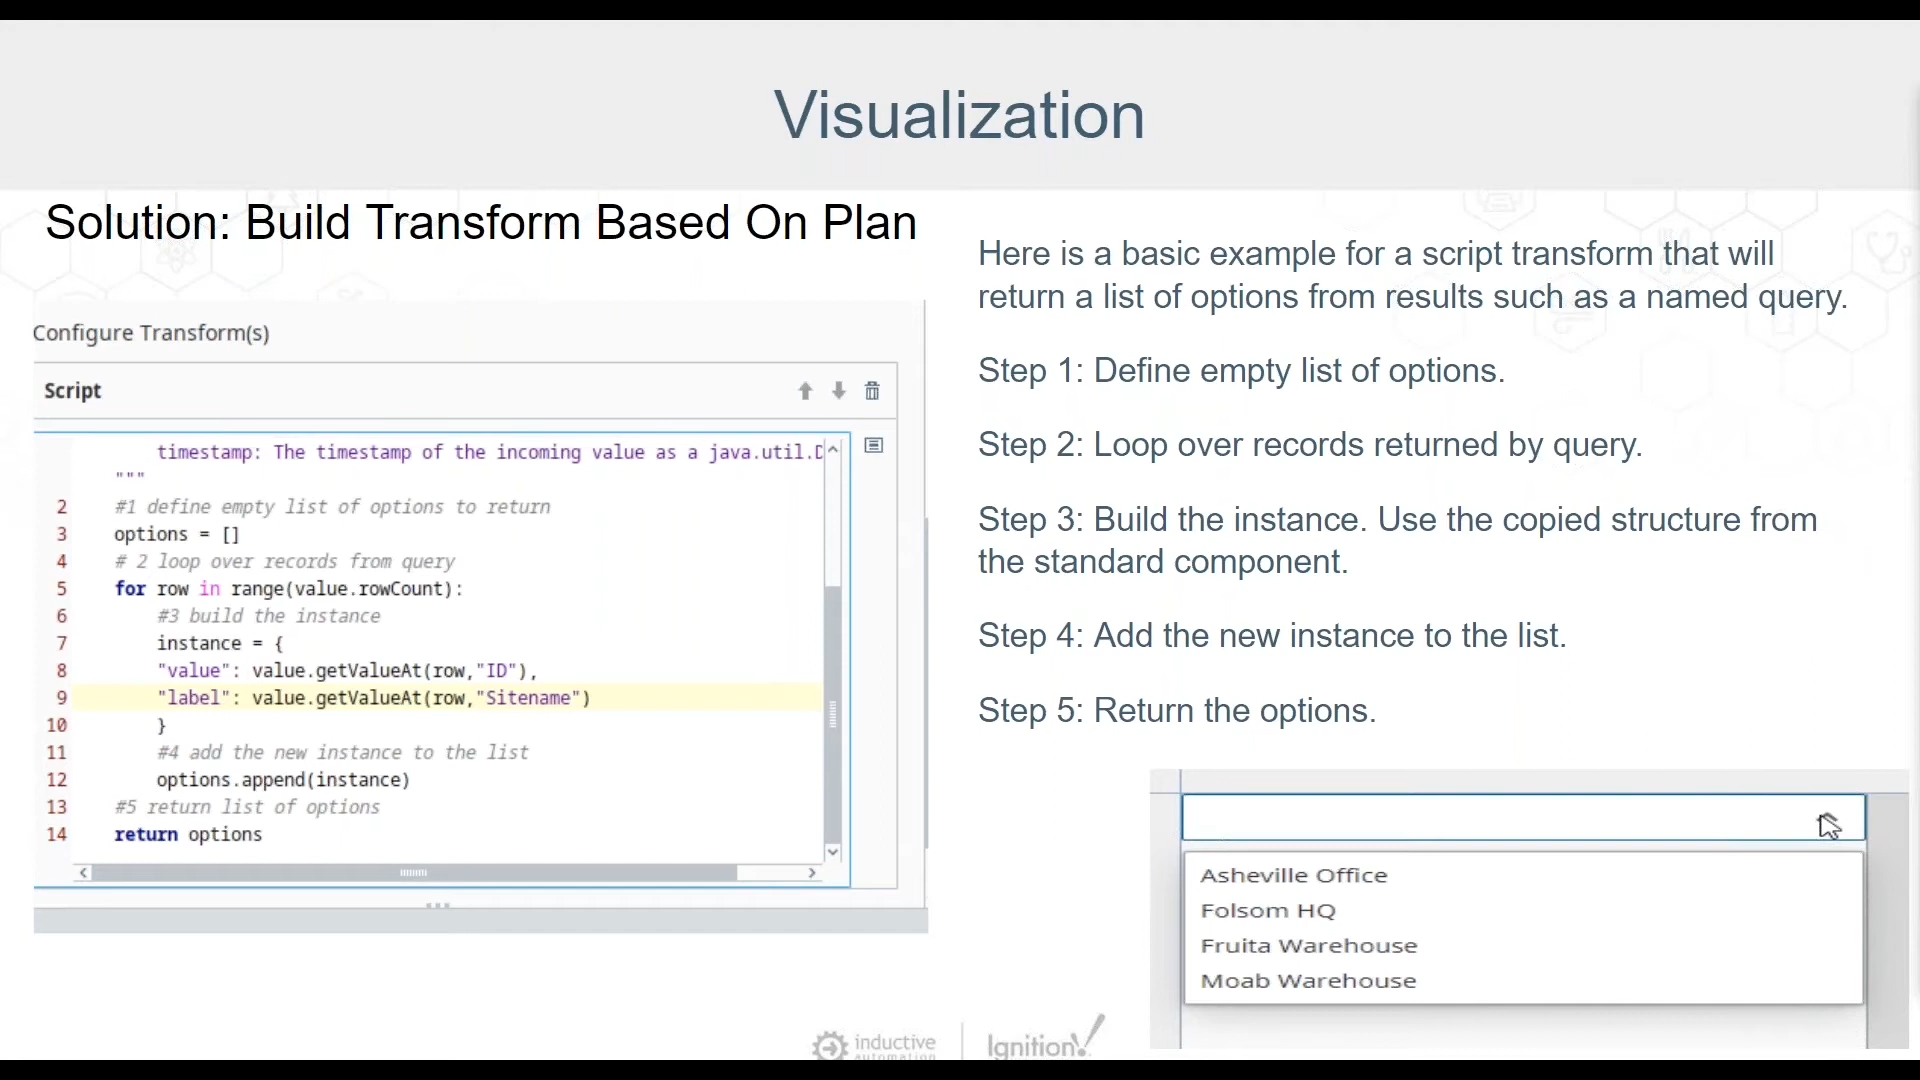 Visualization
Solution: Build Transform Based On Plan
Configure Transform(s)
Script
timestamp: The timestamp of the incoming value as a java.util.D
"""
2 #1 define empty list of options to return
3 options = []
4 # 2 loop over records from query
5 for row in range(value.rowCount):
6 #3 build the instance
7 instance = {
8 "value": value.getValueAt(row,"ID"),
9 "label": value.getValueAt(row,"Sitename")
10 }
11 #4 add the new instance to the list
12 options.append(instance)
13 #5 return list of options
14 return options
Here is a basic example for a script transform that will
return a list of options from results such as a named query.
Step 1: Define empty list of options.
Step 2: Loop over records returned by query.
Step 3: Build the instance. Use the copied structure from
the standard component.
Step 4: Add the new instance to the list.
Step 5: Return the options.
Asheville Office
Folsom HQ
Fruita Warehouse
Moab Warehouse
inductive
automation
Ignition!